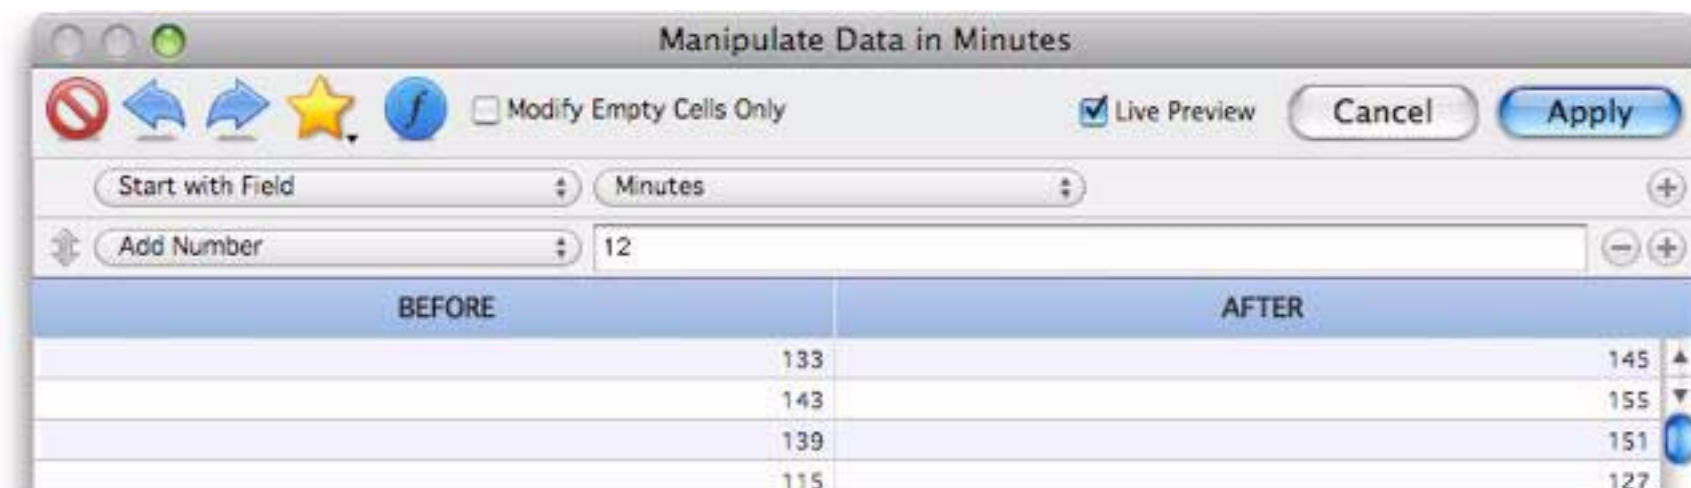 Manipulate Data in Minutes
f Modify Empty Cells Only Live Preview Cancel Apply
Start with Field Minutes
Add Number 12
BEFORE AFTER
133 145
143 155
139 151
115 127